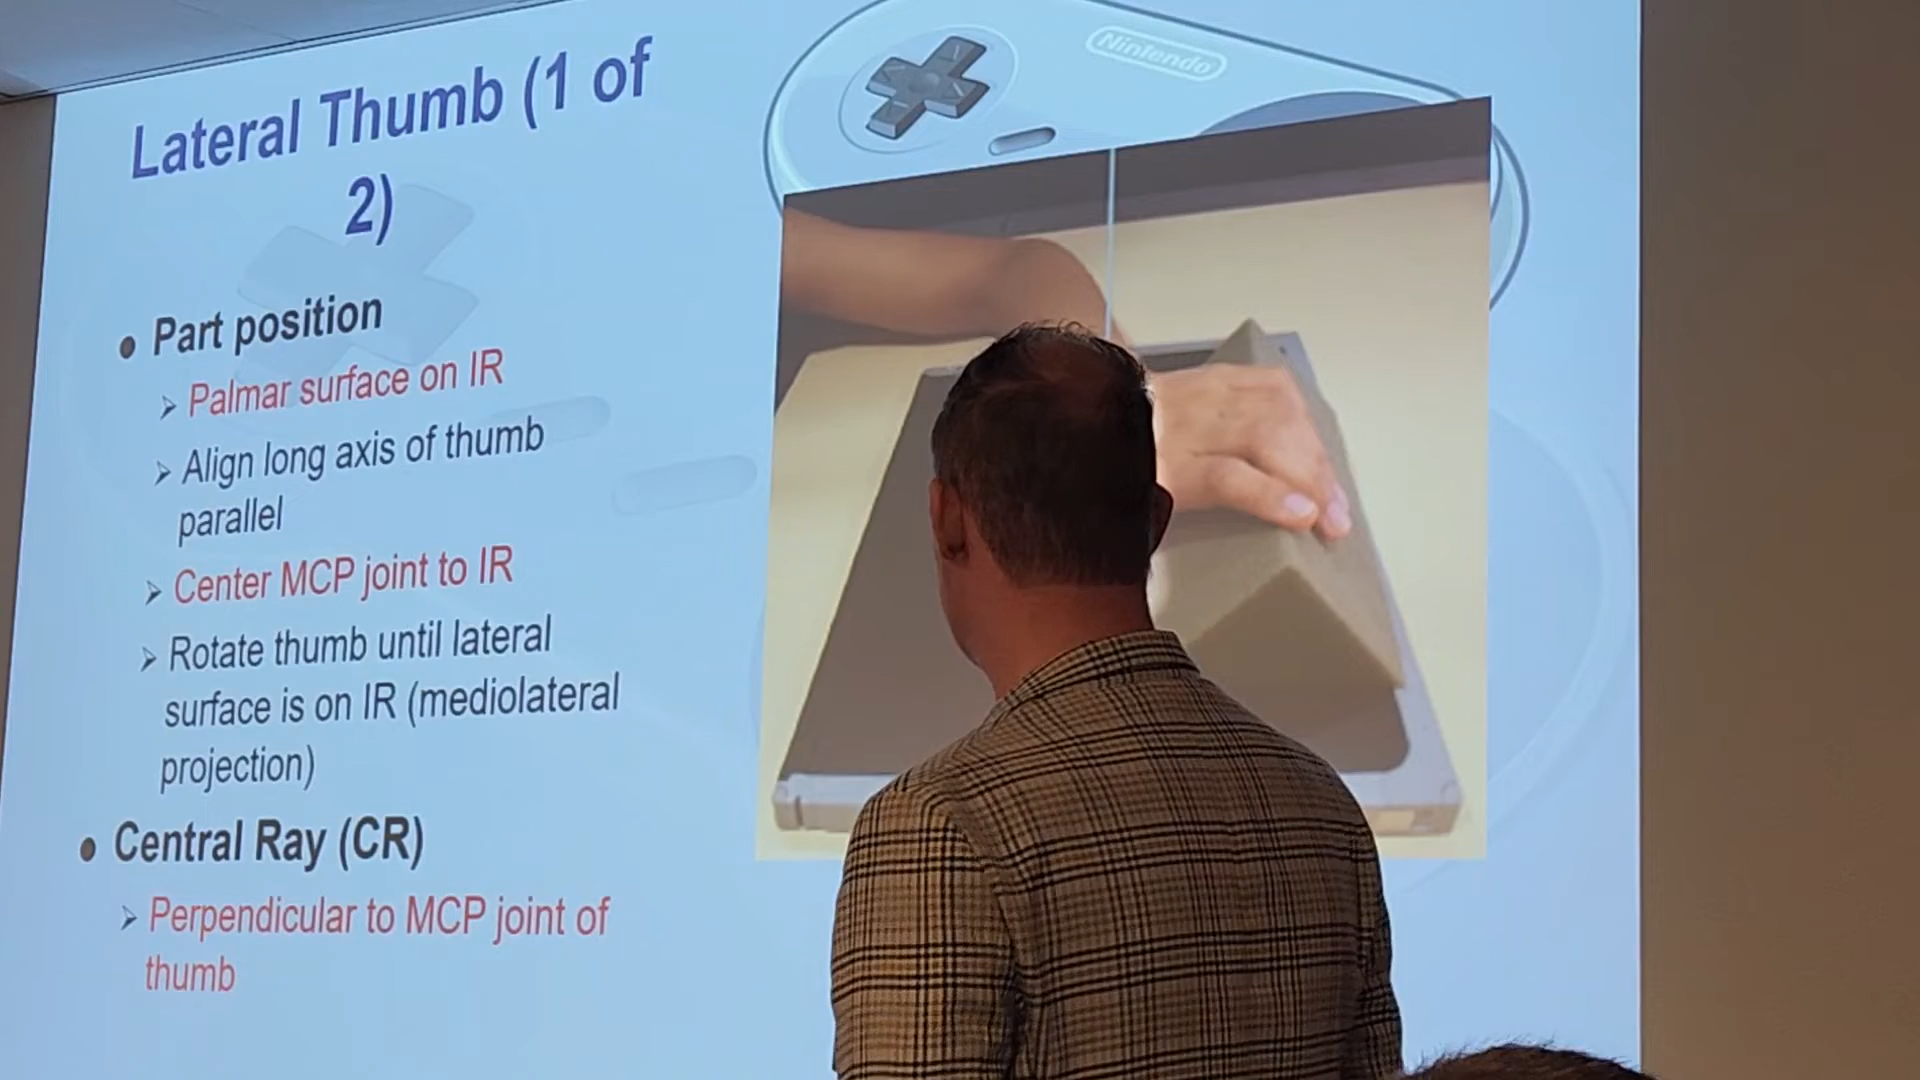 Lateral Thumb (1 of
2)
Nintendo
● Part position
➢ Palmar surface on IR
➢ Align long axis of thumb
parallel
➢ Center MCP joint to IR
➢ Rotate thumb until lateral
surface is on IR (mediolateral
projection)
● Central Ray (CR)
➢ Perpendicular to MCP joint of
thumb